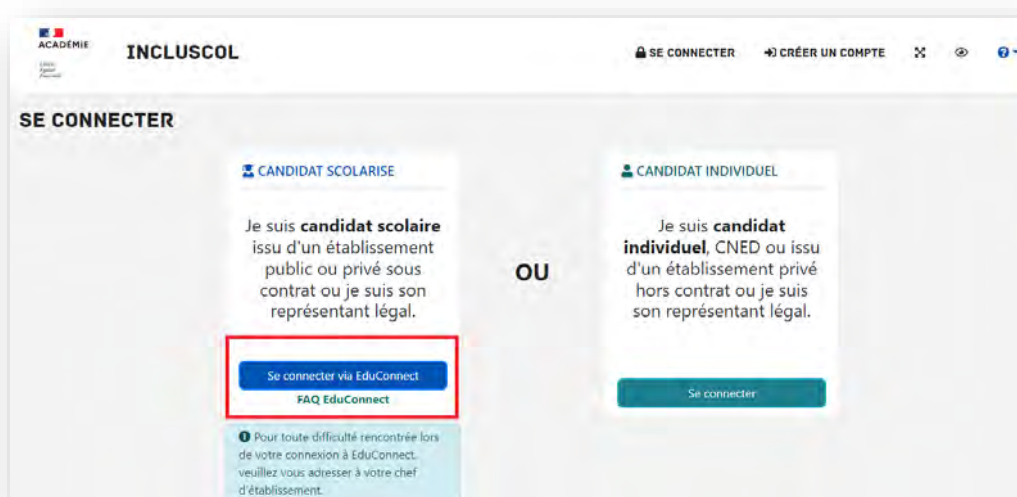 ACADÉMIE
INCLUSCOL
SE CONNECTER
CRÉER UN COMPTE
SE CONNECTER
CANDIDAT SCOLARISE
Je suis candidat scolaire
issu d'un établissement
public ou privé sous
contrat ou je suis son
représentant légal.
Se connecter via EduConnect
FAQ EduConnect
Pour toute difficulté rencontrée lors
de votre connexion à EduConnect,
veuillez vous adresser à votre chef
d'établissement.
OU
CANDIDAT INDIVIDUEL
Je suis candidat
individuel, CNED ou issu
d'un établissement privé
hors contrat ou je suis
son représentant légal.
Se connecter